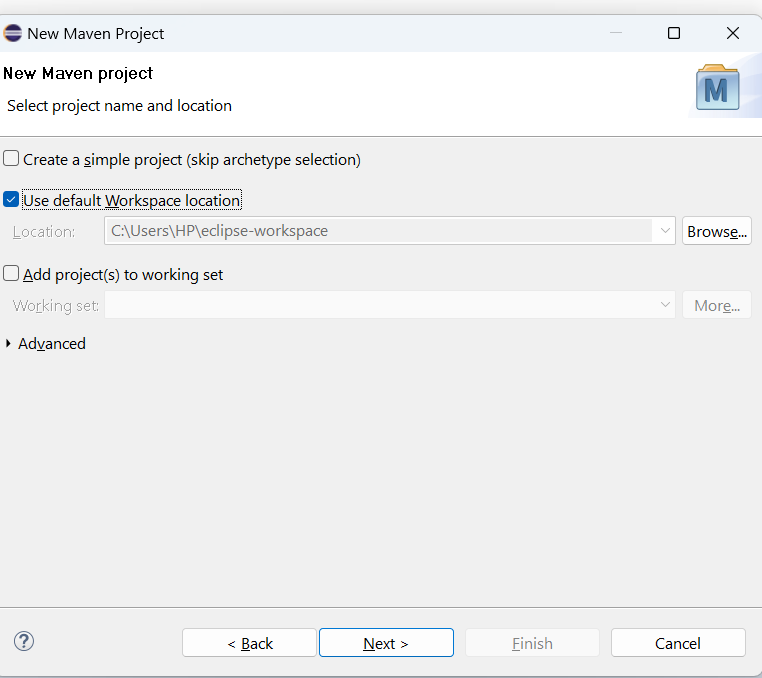 New Maven Project
New Maven project
Select project name and location
M
Create a simple project (skip archetype selection)
Use default Workspace location
Location: C:\Users\HP\eclipse-workspace Browse...
Add project(s) to working set
Working set: More...
Advanced
? < Back Next > Finish Cancel